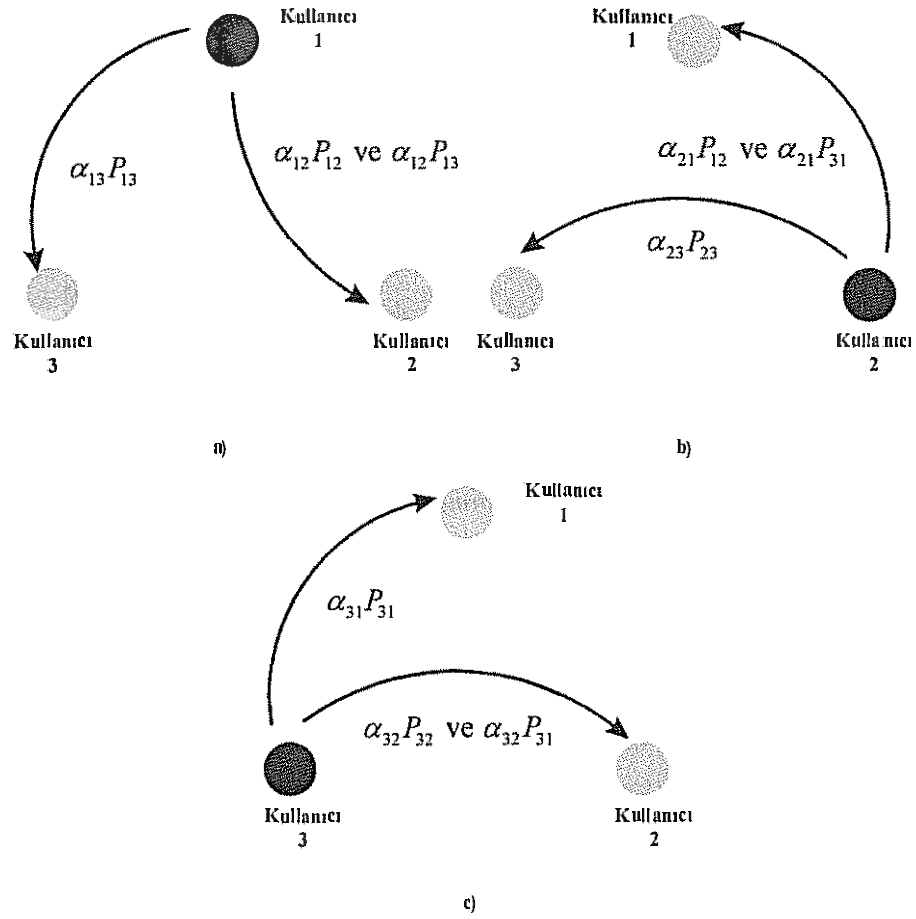 Kullanıcı
1
α₁₃P₁₃
α₁₂P₁₂ ve α₁₂P₁₃
Kullanıcı
3
Kullanıcı
2
a)
Kullanıcı
1
α₂₁P₁₂ ve α₂₁P₃₁
α₂₃P₂₃
Kullanıcı
3
Kullanıcı
2
b)
Kullanıcı
1
α₃₁P₃₁
α₃₂P₃₂ ve α₃₂P₃₁
Kullanıcı
3
Kullanıcı
2
c)